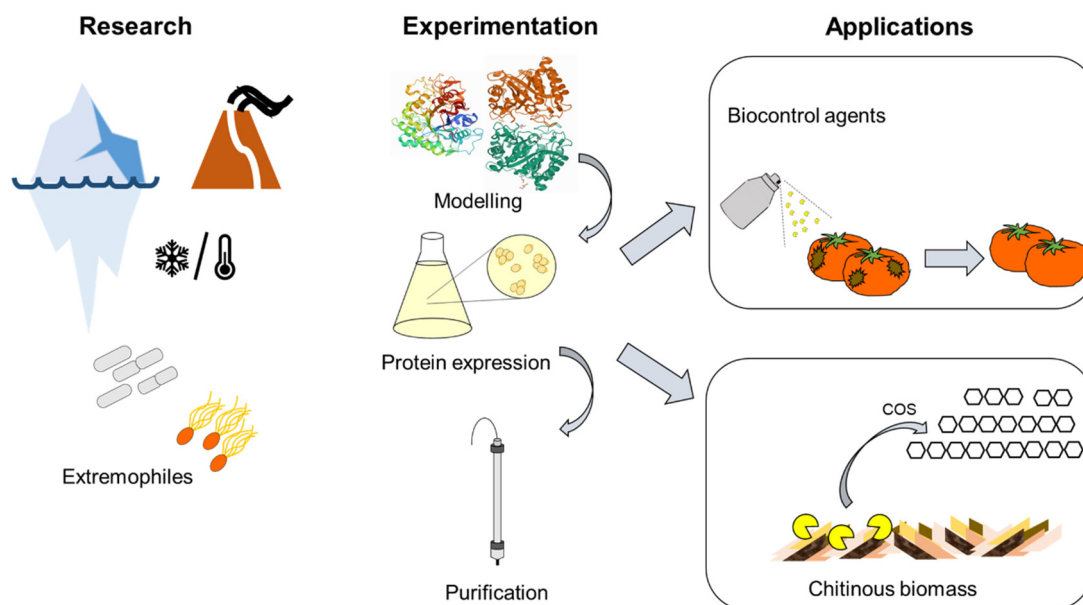 Research
Experimentation
Applications
Biocontrol agents
Modelling
Protein expression
Extremophiles
COS
Purification
Chitinous biomass